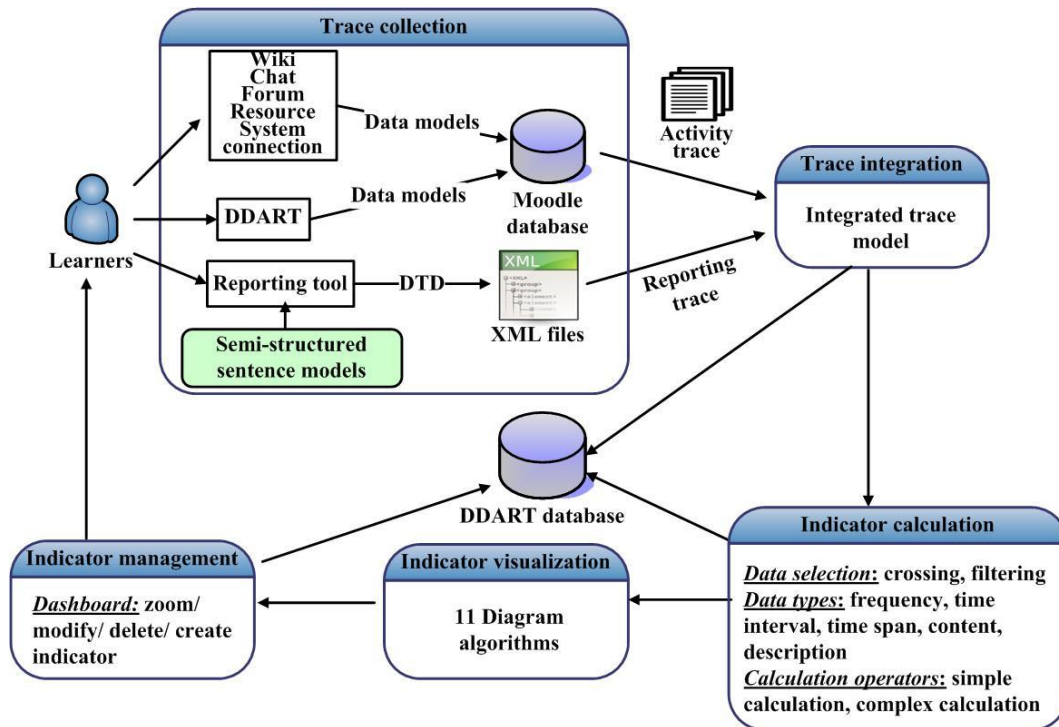 Trace collection
Wiki
Chat
Forum
Resource
System
connection
Data models
Data models
DDART
Moodle
database
Learners
Reporting tool
DTD
XML
XML files
Semi-structured
sentence models
Activity
trace
Reporting
trace
Trace integration
Integrated trace
model
DDART database
Indicator management
Dashboard: zoom/
modify/ delete/ create
indicator
Indicator visualization
11 Diagram
algorithms
Indicator calculation
Data selection: crossing, filtering
Data types: frequency, time
interval, time span, content,
description
Calculation operators: simple
calculation, complex calculation